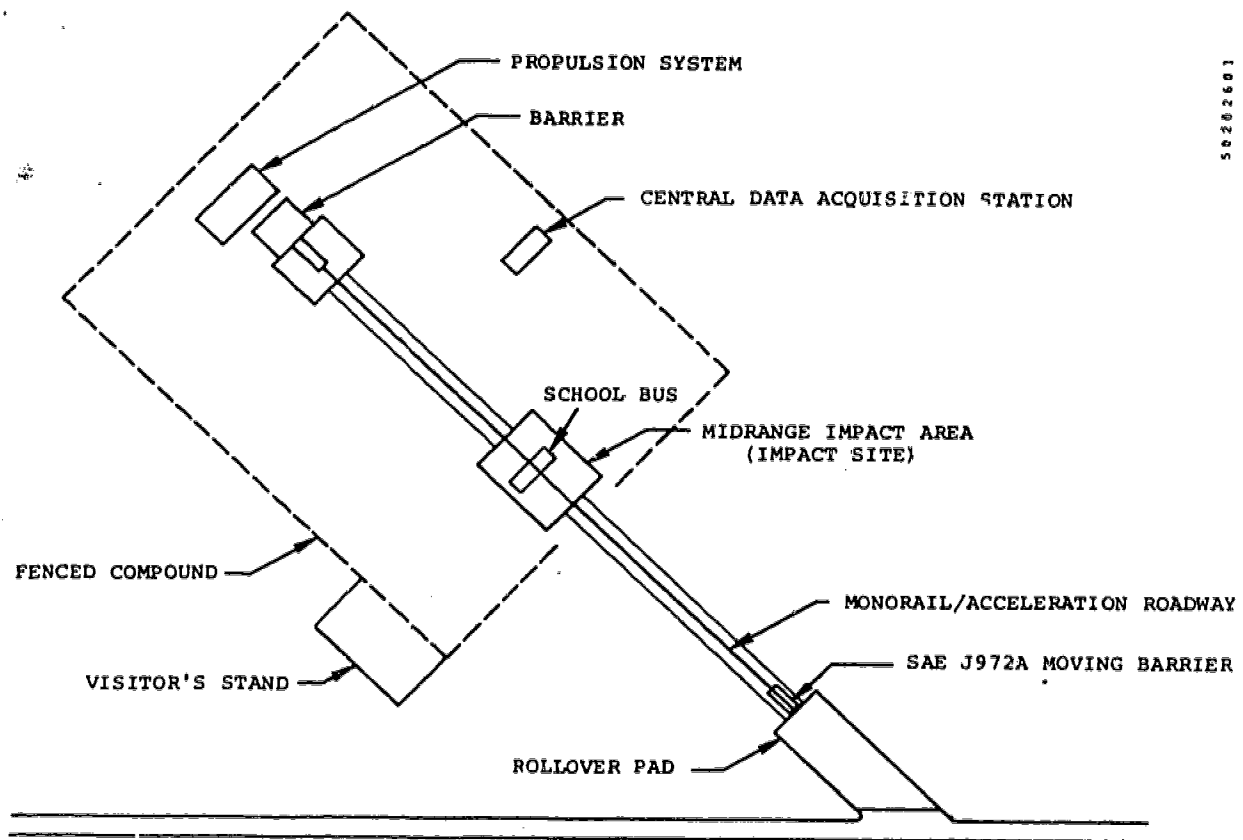 PROPULSION SYSTEM
BARRIER
50202601
CENTRAL DATA ACQUISITION STATION
SCHOOL BUS
MIDRANGE IMPACT AREA
(IMPACT SITE)
FENCED COMPOUND
MONORAIL/ACCELERATION ROADWAY
SAE J972A MOVING BARRIER
VISITOR'S STAND
ROLLOVER PAD